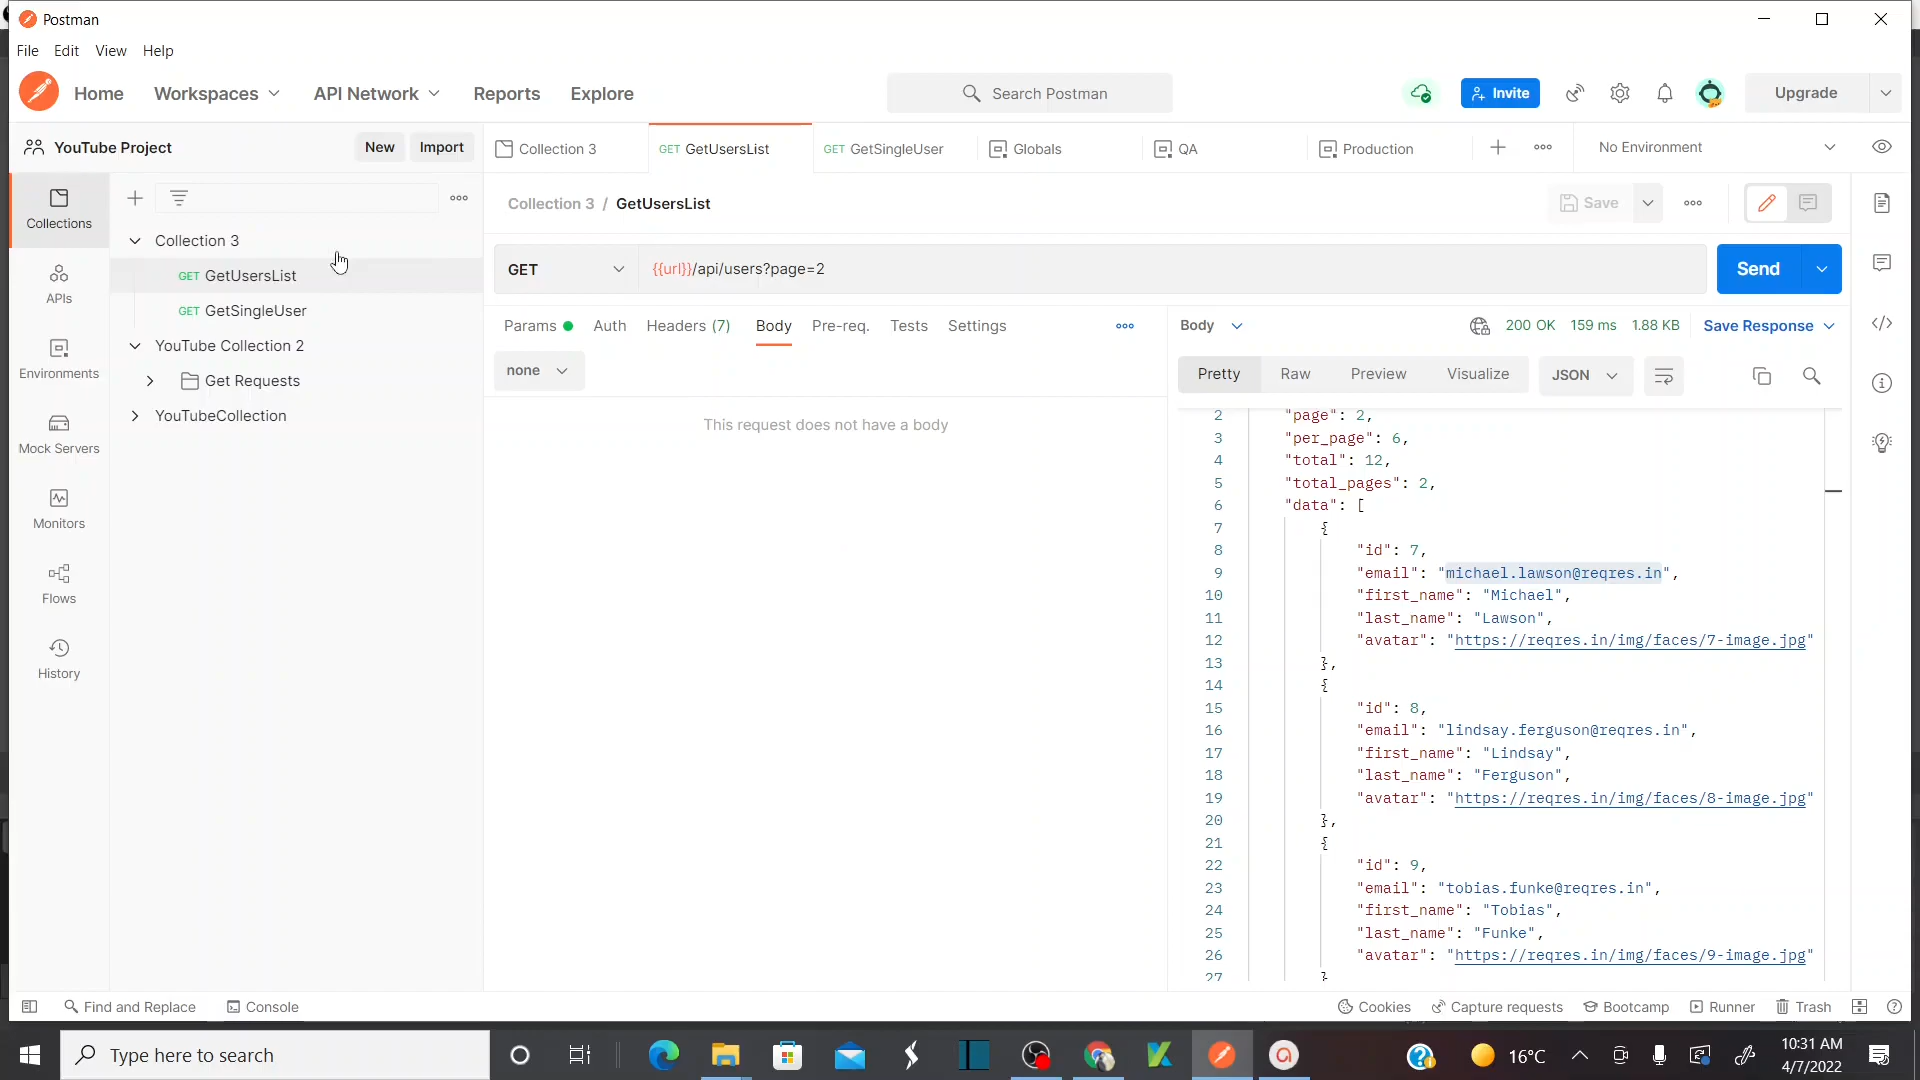 Postman
File Edit View Help
Home Workspaces API Network Reports Explore Search Postman Invite Upgrade
YouTube Project New Import Collection 3 GET GetUsersList GET GetSingleUser Globals QA Production No Environment
Collections
Collection 3 / GetUsersList Save
Collection 3
GET GetUsersList
GET GetSingleUser
YouTube Collection 2
Get Requests
YouTubeCollection
APIs
Environments
Mock Servers
Monitors
Flows
History
GET {{url}}/api/users?page=2 Send
Params Auth Headers (7) Body Pre-req. Tests Settings
none
This request does not have a body
Body 200 OK 159 ms 1.88 KB Save Response
Pretty Raw Preview Visualize JSON
2 "page": 2,
3 "per_page": 6,
4 "total": 12,
5 "total_pages": 2,
6 "data": [
7 {
8 "id": 7,
9 "email": "michael.lawson@reqres.in",
10 "first_name": "Michael",
11 "last_name": "Lawson",
12 "avatar": "https://reqres.in/img/faces/7-image.jpg"
13 },
14 {
15 "id": 8,
16 "email": "lindsay.ferguson@reqres.in",
17 "first_name": "Lindsay",
18 "last_name": "Ferguson",
19 "avatar": "https://reqres.in/img/faces/8-image.jpg"
20 },
21 {
22 "id": 9,
23 "email": "tobias.funke@reqres.in",
24 "first_name": "Tobias",
25 "last_name": "Funke",
26 "avatar": "https://reqres.in/img/faces/9-image.jpg"
27 }
Find and Replace Console Cookies Capture requests Bootcamp Runner Trash
Type here to search 16°C 10:31 AM
4/7/2022